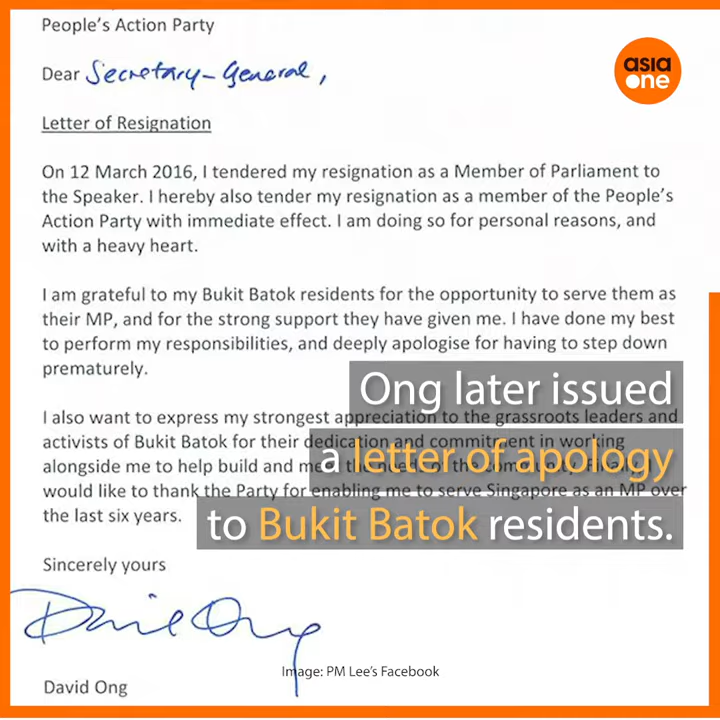 People's Action Party
asia
one
Dear Secretary-General,
Letter of Resignation
On 12 March 2016, I tendered my resignation as a Member of Parliament to
the Speaker. I hereby also tender my resignation as a member of the People's
Action Party with immediate effect. I am doing so for personal reasons, and
with a heavy heart.
I am grateful to my Bukit Batok residents for the opportunity to serve them as
their MP, and for the strong support they have given me. I have done my best
to perform my responsibilities, and deeply apologise for having to step down
prematurely.
I also want to express my strongest appreciation to the grassroots leaders and
activists of Bukit Batok for their dedication and commitment in working
alongside me to help build and the needs of the community. Finally, I
would like to thank the Party for enabling me to serve Singapore as an MP over
the last six years.
Ong later issued
a letter of apology
to Bukit Batok residents.
Sincerely yours
David Ong
Image: PM Lee's Facebook
David Ong